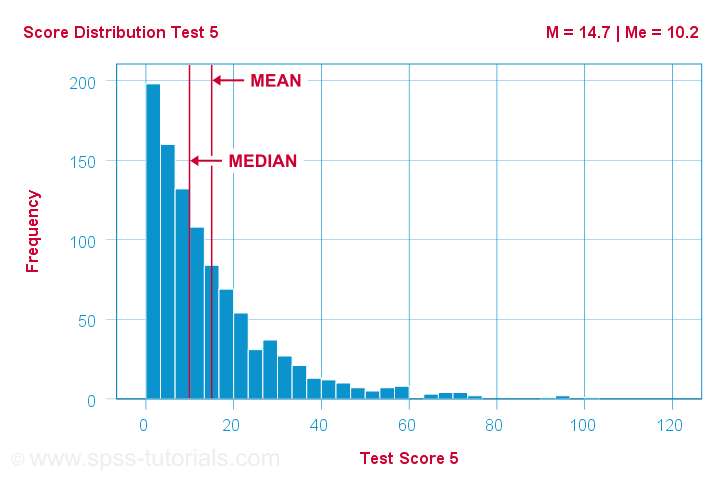 Score Distribution Test 5
M = 14.7 | Me = 10.2
200
MEAN
150
MEDIAN
Frequency
100
50
0
0 20 40 60 80 100 120
Test Score 5
© www.spss-tutorials.com